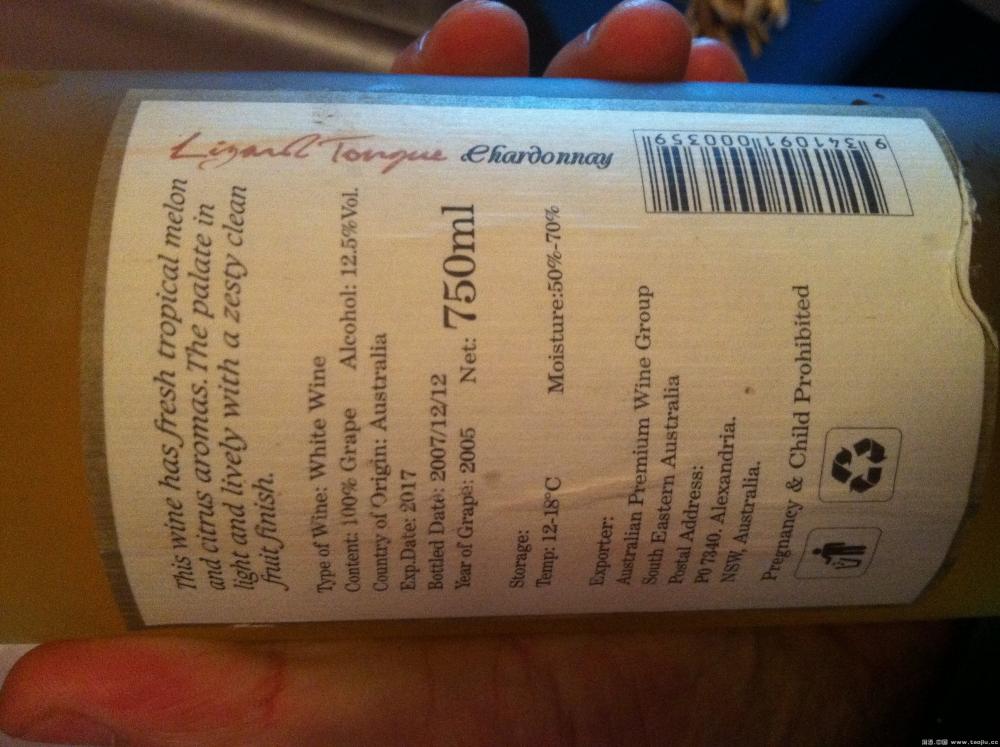 Lizard Tongue Chardonnay
This wine has fresh tropical melon
and citrus aromas. The palate in
light and lively with a zesty clean
fruit finish.
Type of Wine: White Wine
Content: 100% Grape Alcohol: 12.5%Vol.
Country of Origin: Australia
Exp.Date: 2017
Bottled Date: 2007/12/12
Year of Grape: 2005 Net: 750ml
Storage:
Temp: 12-18°C Moisture:50%-70%
Exporter:
Australian Premium Wine Group
South Eastern Australia
Postal Address:
PO 7340. Alexandria.
NSW, Australia.
Pregnancy & Child Prohibited
9 341091 000359
www.taojiu.cc